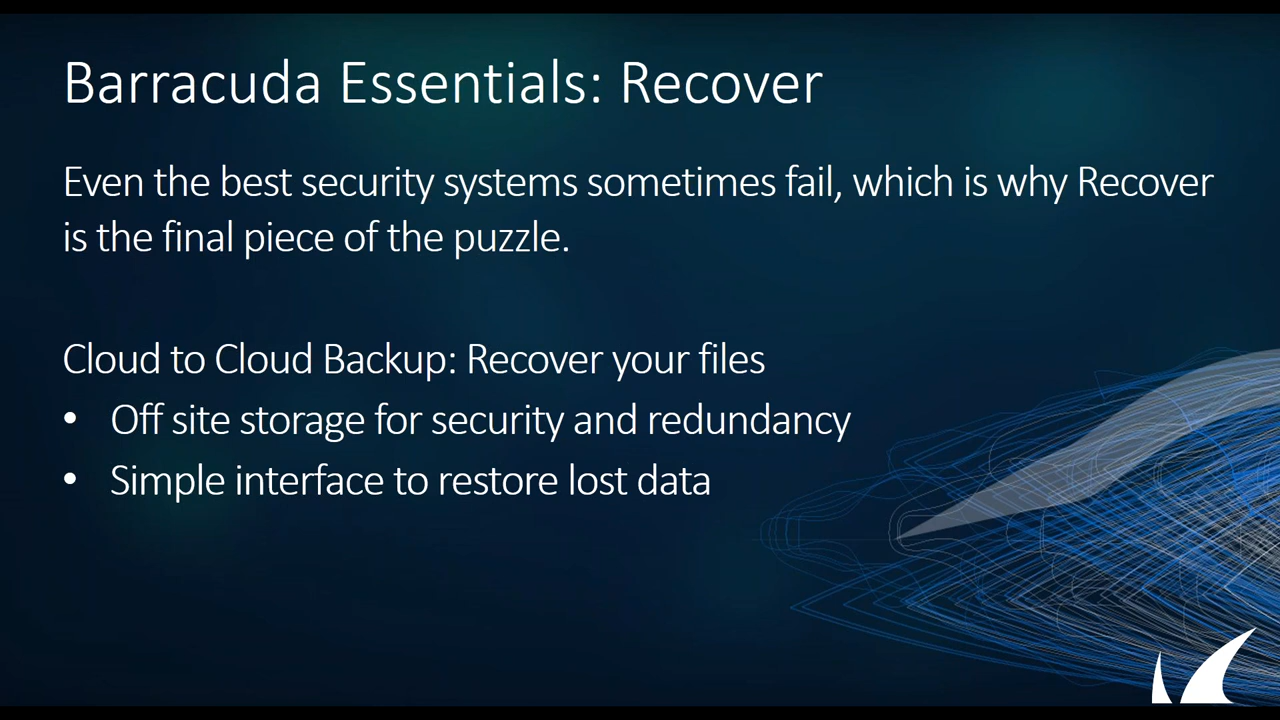 Barracuda Essentials: Recover
Even the best security systems sometimes fail, which is why Recover
is the final piece of the puzzle.
Cloud to Cloud Backup: Recover your files
• Off site storage for security and redundancy
• Simple interface to restore lost data